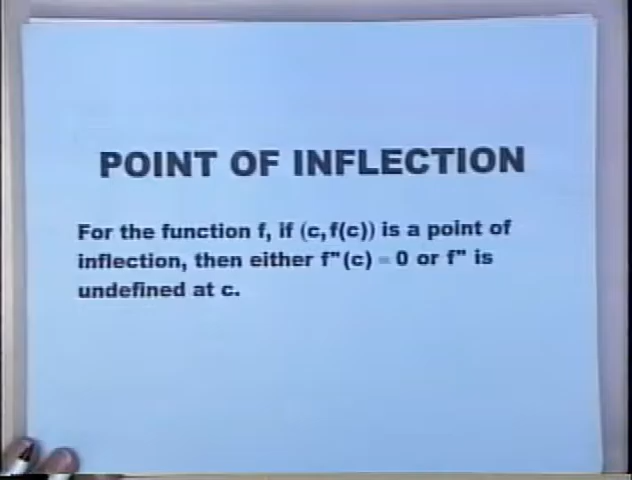 POINT OF INFLECTION
For the function f, if (c, f(c)) is a point of
inflection, then either f"(c) = 0 or f" is
undefined at c.